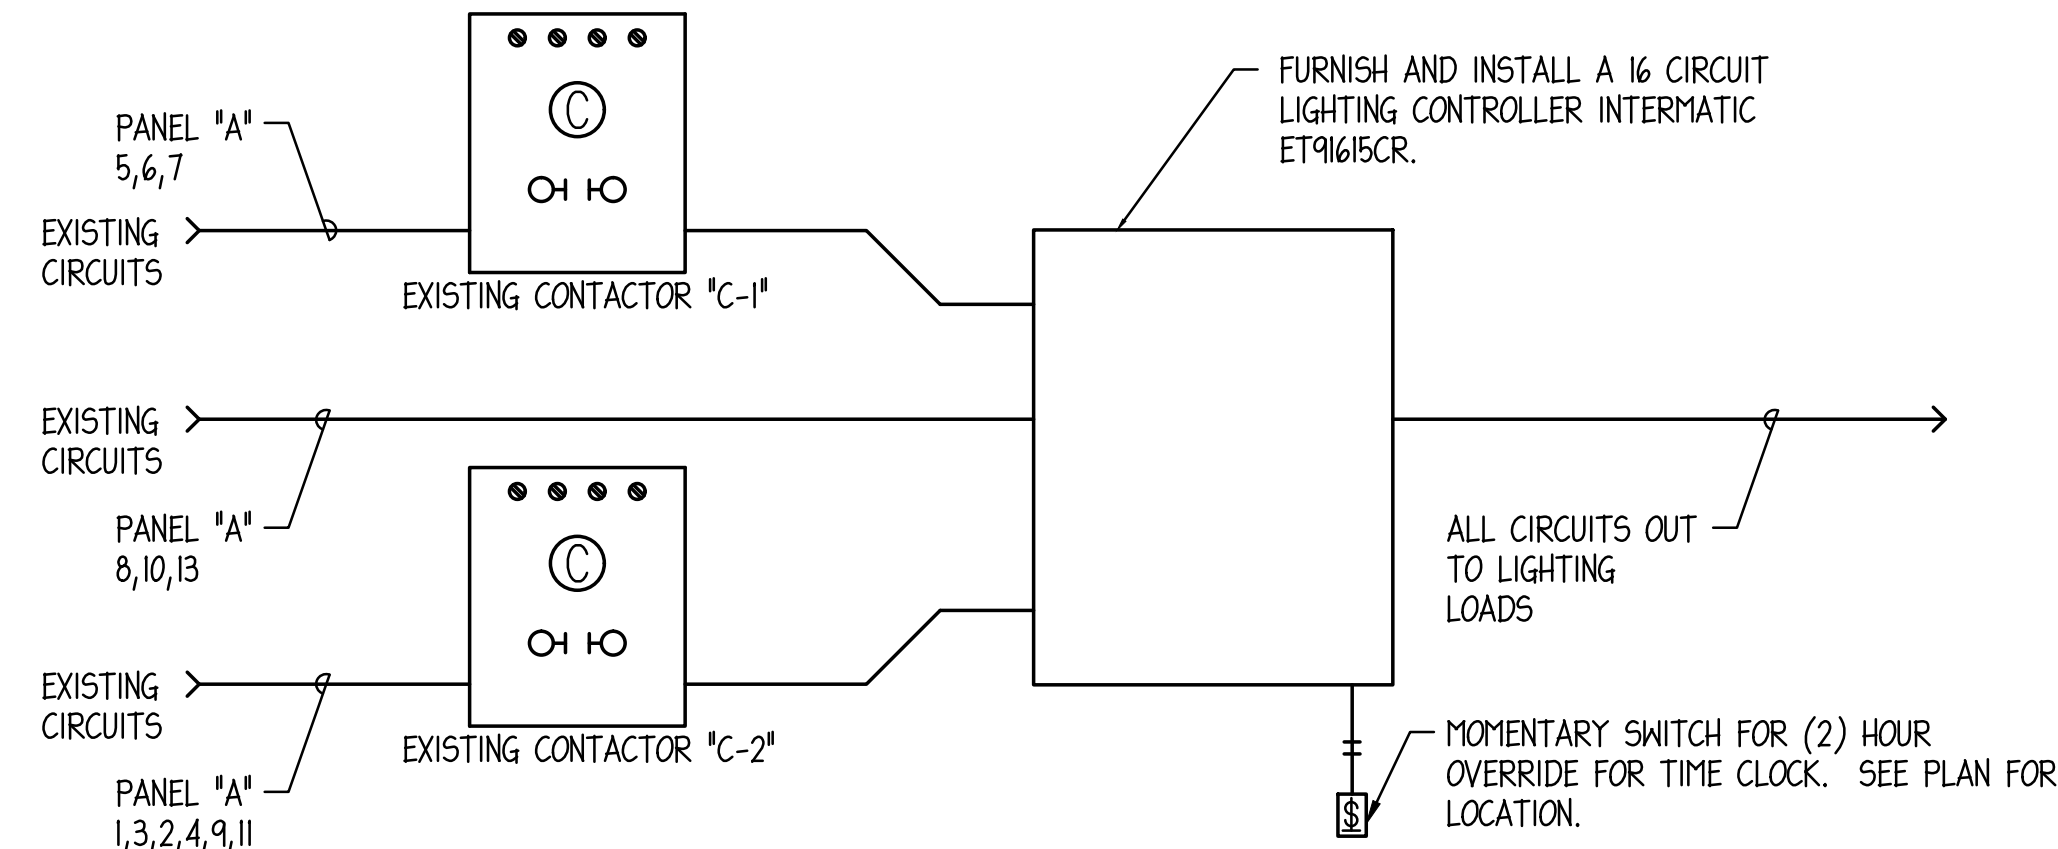 C
FURNISH AND INSTALL A 16 CIRCUIT
LIGHTING CONTROLLER INTERMATIC
ET91615CR.
PANEL "A"
5,6,7
EXISTING
CIRCUITS
EXISTING CONTACTOR "C-1"
EXISTING
CIRCUITS
PANEL "A"
8,10,13
C
ALL CIRCUITS OUT
TO LIGHTING
LOADS
EXISTING
CIRCUITS
EXISTING CONTACTOR "C-2"
PANEL "A"
1,3,2,4,9,11
MOMENTARY SWITCH FOR (2) HOUR
OVERRIDE FOR TIME CLOCK. SEE PLAN FOR
LOCATION.
$